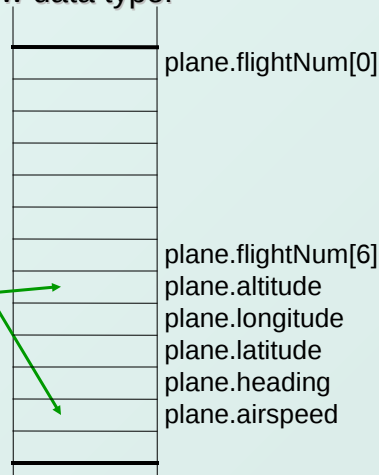 data type.
plane.flightNum[0]
plane.flightNum[6]
plane.altitude
plane.longitude
plane.latitude
plane.heading
plane.airspeed